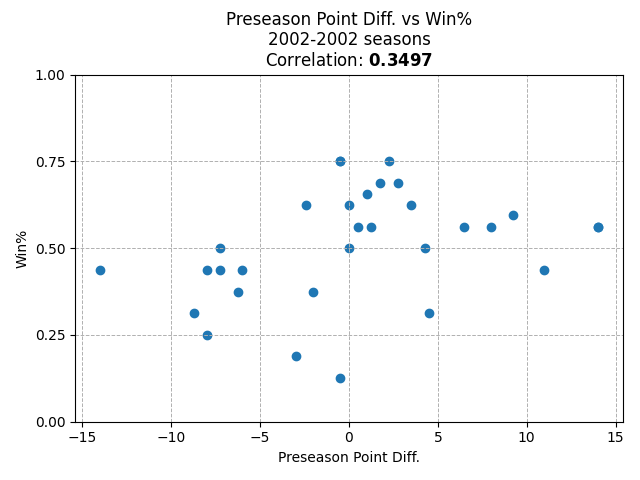 Preseason Point Diff. vs Win%
2002-2002 seasons
Correlation: 0.3497
1.00
0.75
0.50
0.25
0.00
Win%
−15
−10
−5
0
5
10
15
Preseason Point Diff.